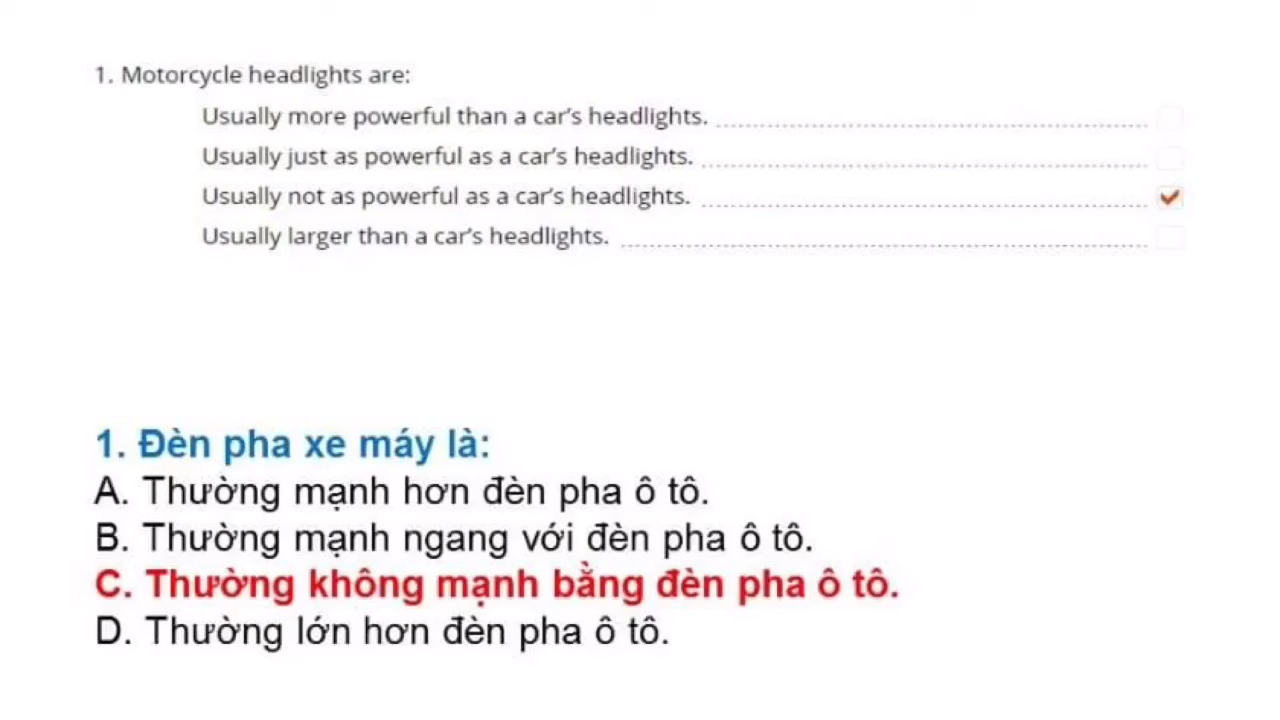 1. Motorcycle headlights are:
Usually more powerful than a car's headlights.
Usually just as powerful as a car's headlights.
Usually not as powerful as a car's headlights.
Usually larger than a car's headlights.
1. Đèn pha xe máy là:
A. Thường mạnh hơn đèn pha ô tô.
B. Thường mạnh ngang với đèn pha ô tô.
C. Thường không mạnh bằng đèn pha ô tô.
D. Thường lớn hơn đèn pha ô tô.